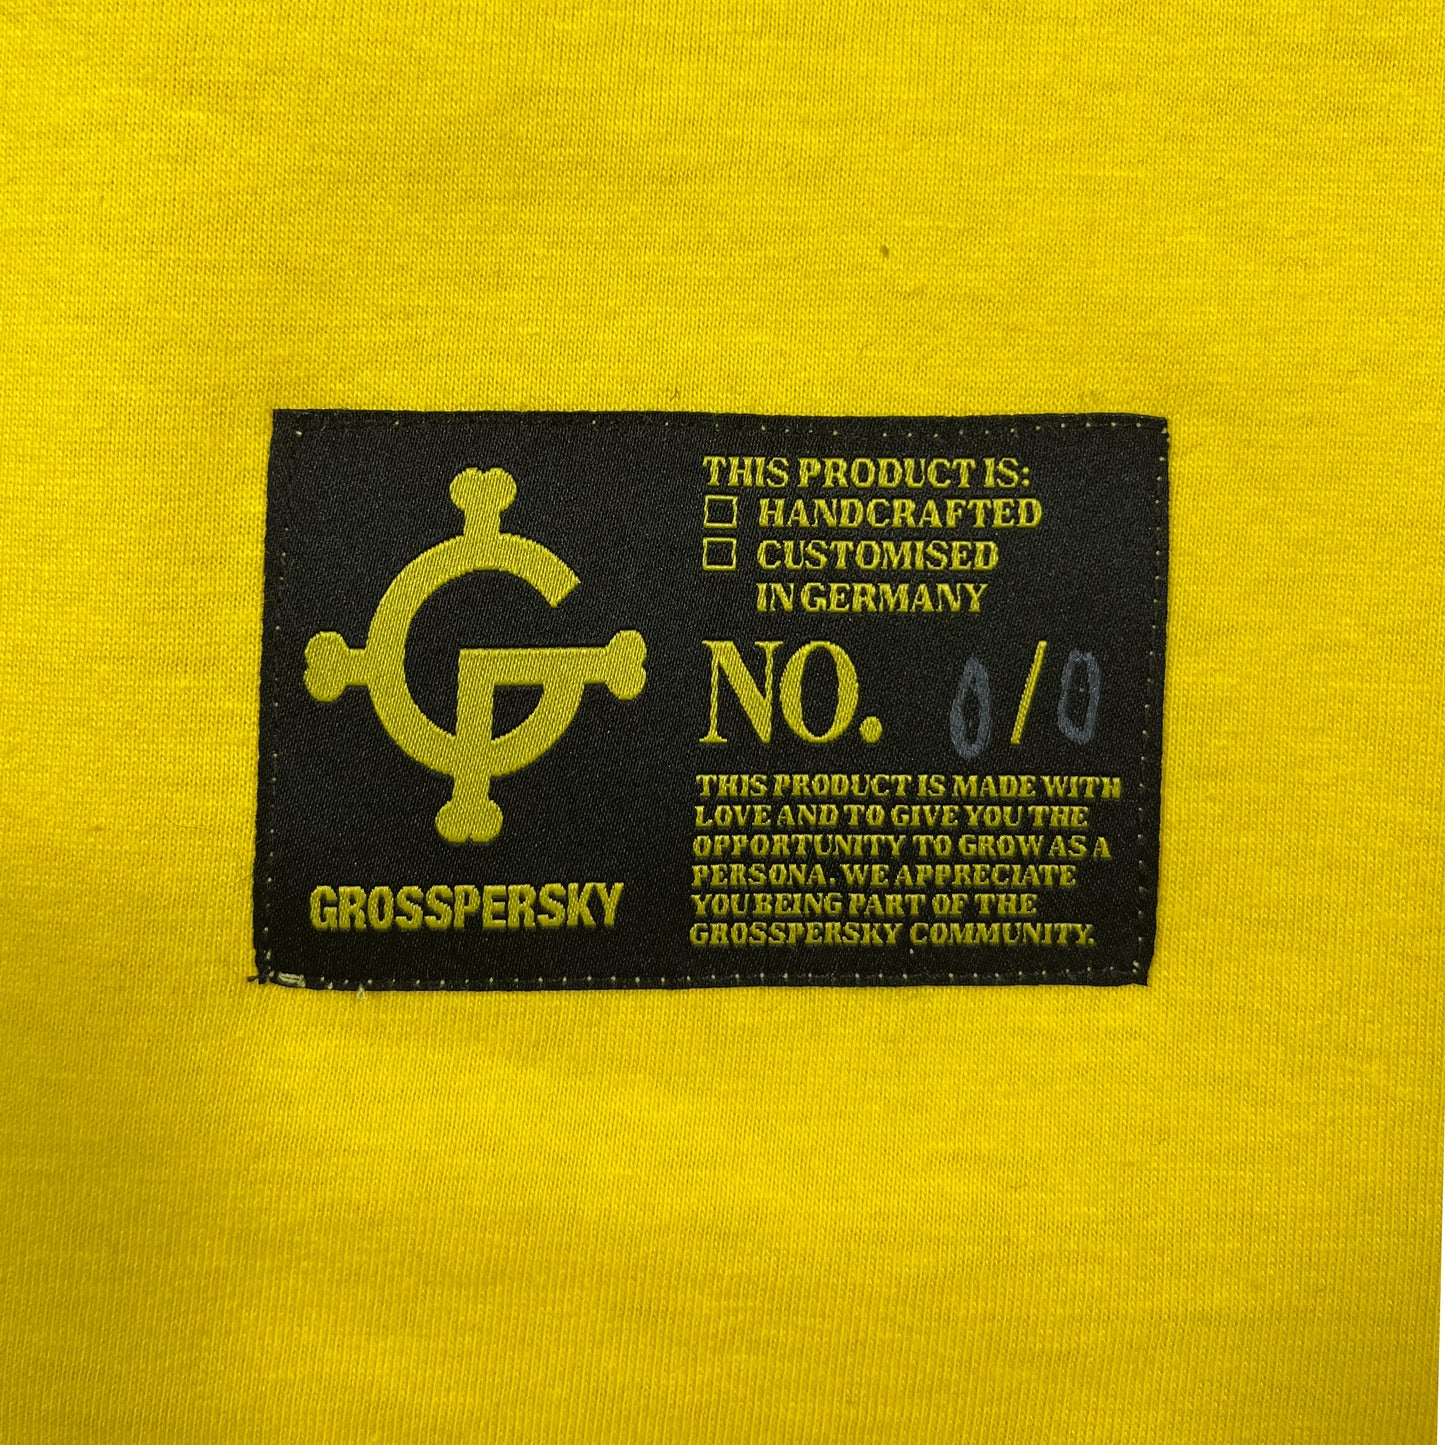 THIS PRODUCT IS:
HANDCRAFTED
CUSTOMISED
IN GERMANY
NO. 0/0
THIS PRODUCT IS MADE WITH
LOVE AND TO GIVE YOU THE
OPPORTUNITY TO GROW AS A
PERSONA. WE APPRECIATE
YOU BEING PART OF THE
GROSSPERSKY COMMUNITY.
G
GROSSPERSKY